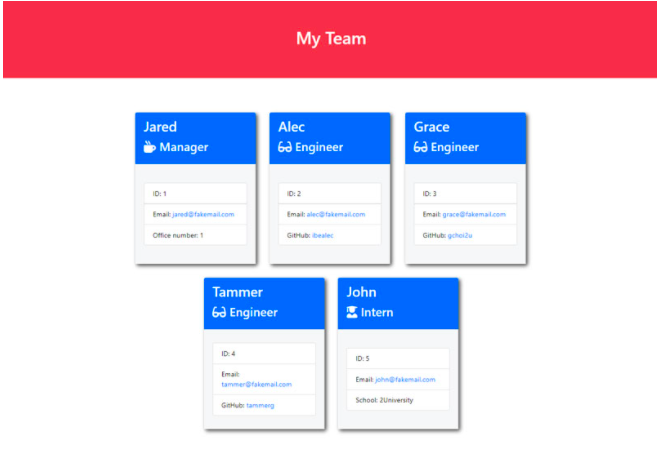 My Team
Jared
Manager
ID: 1
Email: jared@fakemail.com
Office number: 1
Alec
Engineer
ID: 2
Email: alec@fakemail.com
GitHub: ibealec
Grace
Engineer
ID: 3
Email: grace@fakemail.com
GitHub: gchoi2u
Tammer
Engineer
ID: 4
Email:
tammer@fakemail.com
GitHub: tammerg
John
Intern
ID: 5
Email: john@fakemail.com
School: 2University